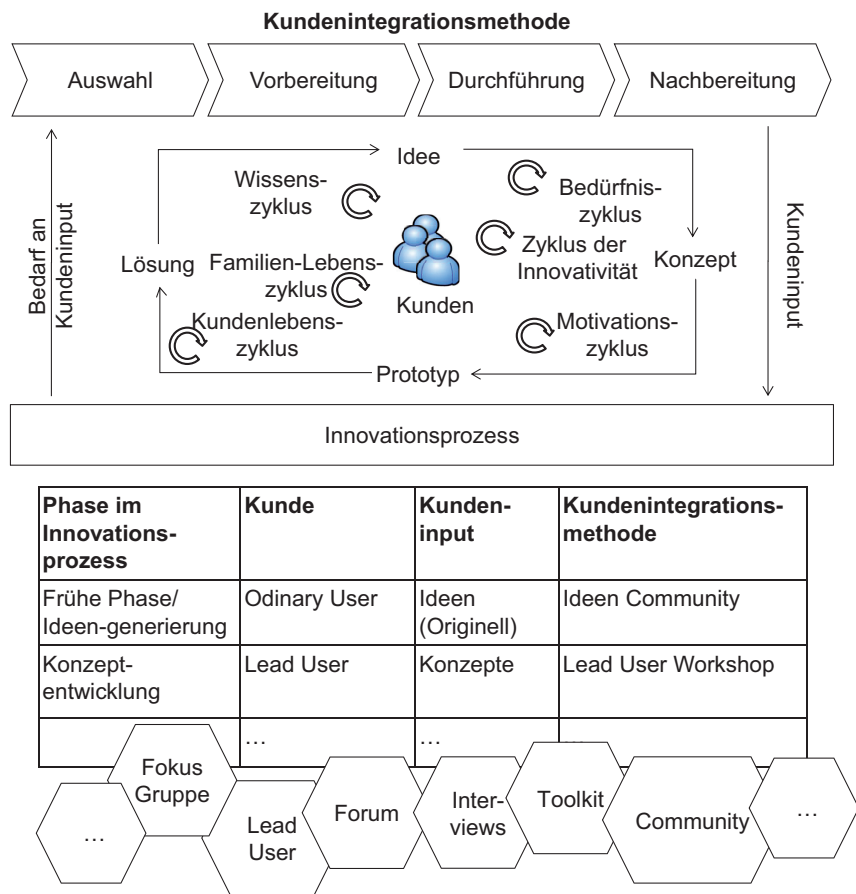 Kundenintegrationsmethode
Auswahl
Vorbereitung
Durchführung
Nachbereitung
Bedarf an
Kundeninput
Idee
Wissens-
zyklus
Bedürfnis-
zyklus
Zyklus der
Innovativität
Lösung
Familien-Lebens-
zyklus
Kunden
Konzept
Kundenlebens-
zyklus
Motivations-
zyklus
Prototyp
Kundeninput
Innovationsprozess
Phase im
Innovations-
prozess
Kunde
Kunden-
input
Kundenintegrations-
methode
Frühe Phase/
Ideen-generierung
Odinary User
Ideen
(Originell)
Ideen Community
Konzept-
entwicklung
Lead User
Konzepte
Lead User Workshop
…
…
…
Fokus
Gruppe
…
Lead
User
Forum
Inter-
views
Toolkit
Community
…